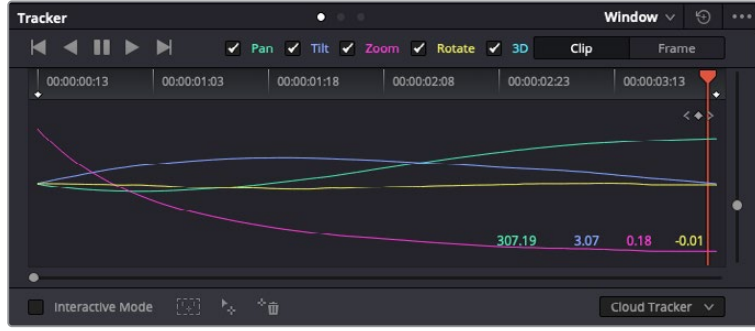 Tracker Window
Pan Tilt Zoom Rotate 3D Clip Frame
00:00:00:13 00:00:01:03 00:00:01:18 00:00:02:08 00:00:02:23 00:00:03:13
307.19 3.07 0.18 -0.01
Interactive Mode Cloud Tracker